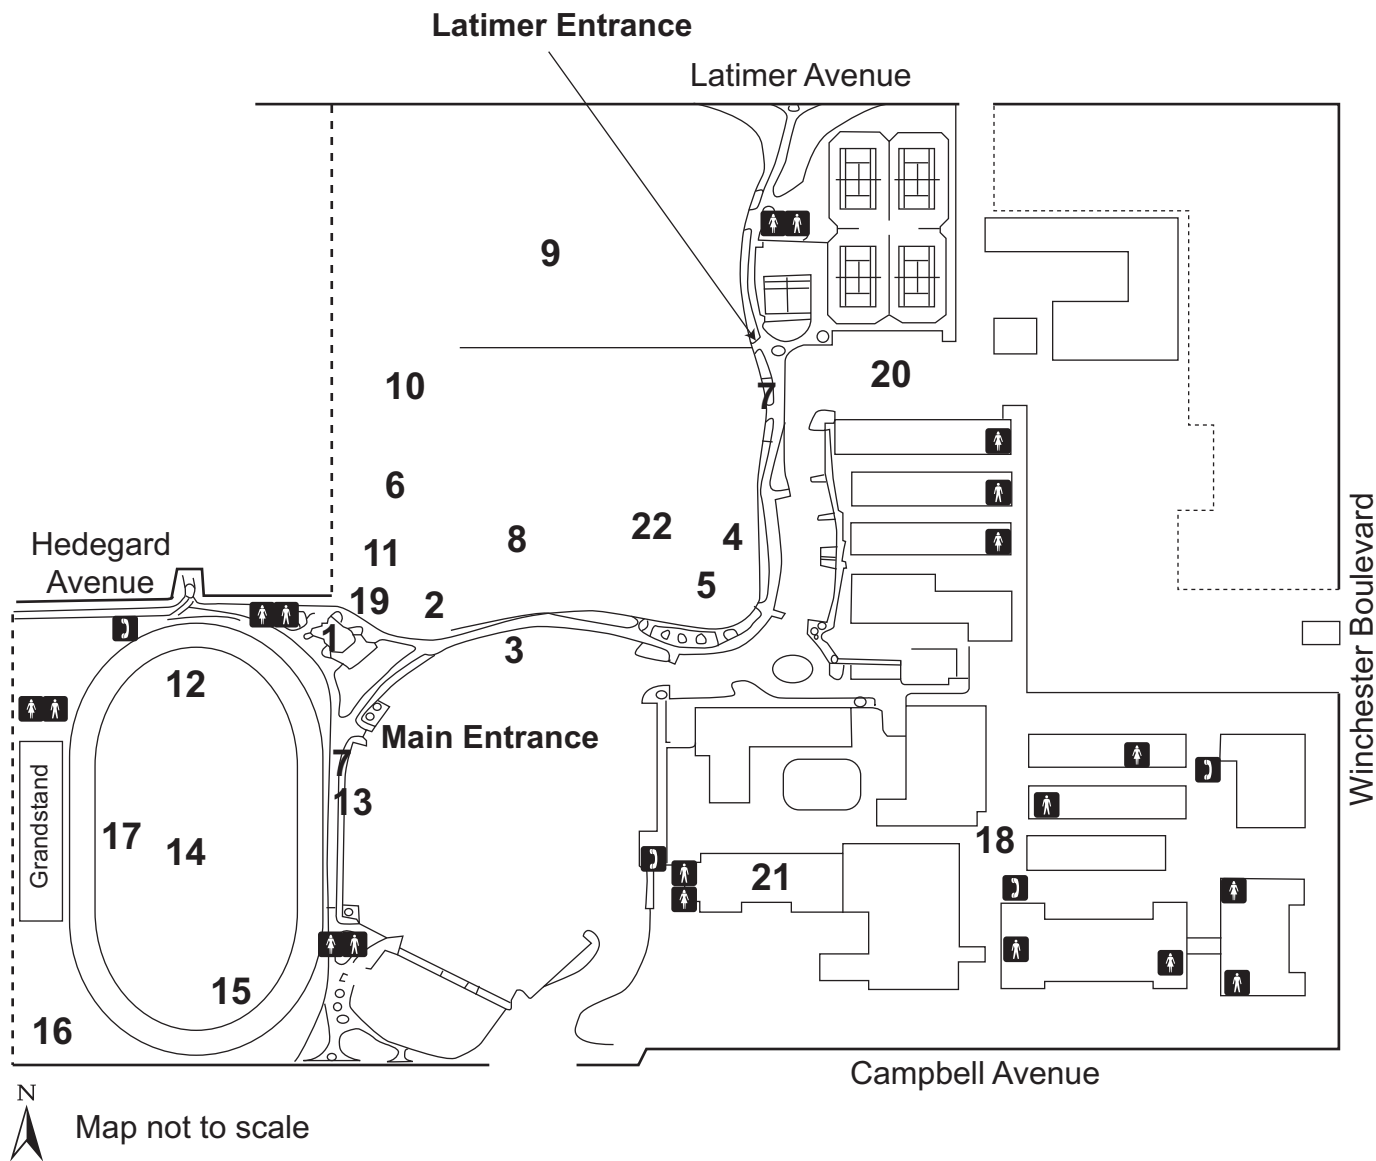 Latimer Entrance
Latimer Avenue
9
20
10
7
6
22
4
8
Hedegard
Avenue
11
5
19
2
1
3
12
Main Entrance
7
13
Grandstand
17
14
18
21
15
16
Winchester Boulevard
Campbell Avenue
N
Map not to scale